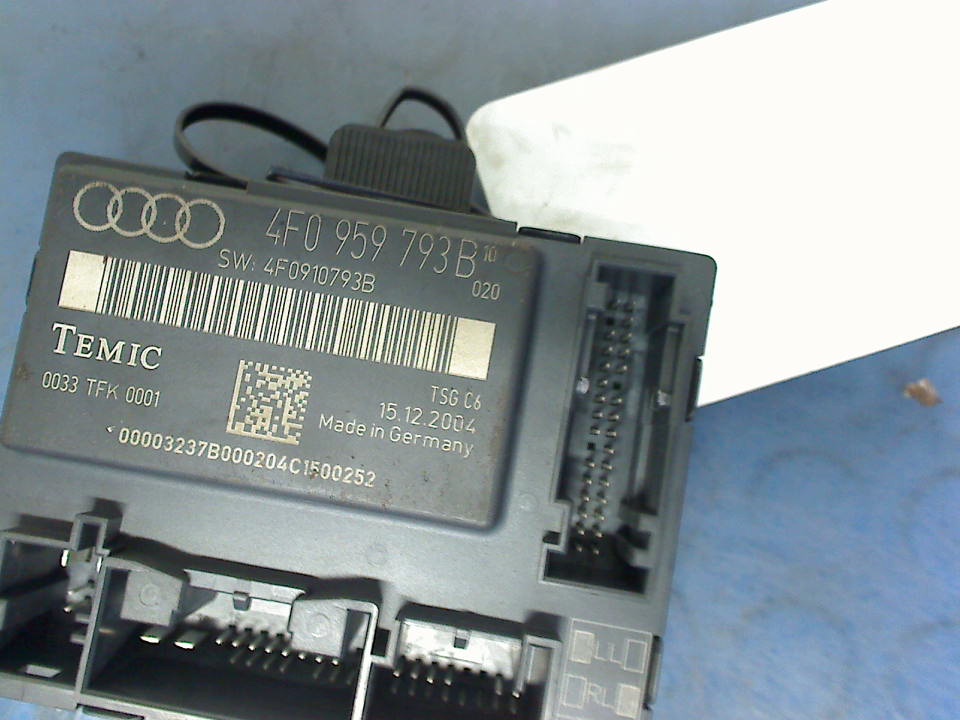 4F0 959 793B 10
SW: 4F0910793B
020
TEMIC
0033 TFK 0001
TSG C6
15.12.2004
Made in Germany
00003237B000204C1500252